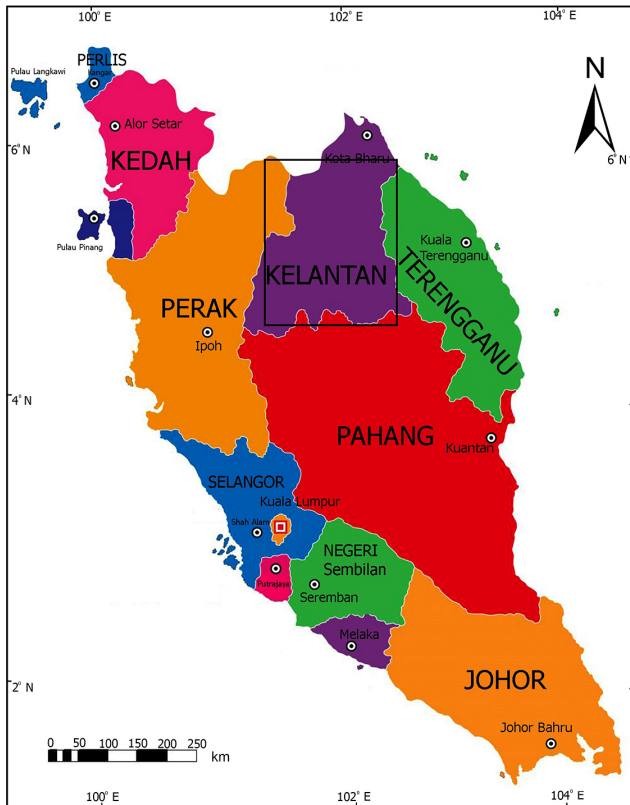 100° E
102° E
104° E
PERLIS
Pulau Langkawi
Kangar
N
Alor Setar
Kota Bharu
6° N
KEDAH
6° N
Pulau Pinang
Kuala
Terengganu
KELANTAN
TERENGGANU
PERAK
Ipoh
4° N
PAHANG
Kuantan
SELANGOR
Kuala Lumpur
Shah Alam
NEGERI
Sembilan
Putrajaya
Seremban
Melaka
JOHOR
2° N
Johor Bahru
0 50 100 150 200 250
km
100° E
102° E
104° E